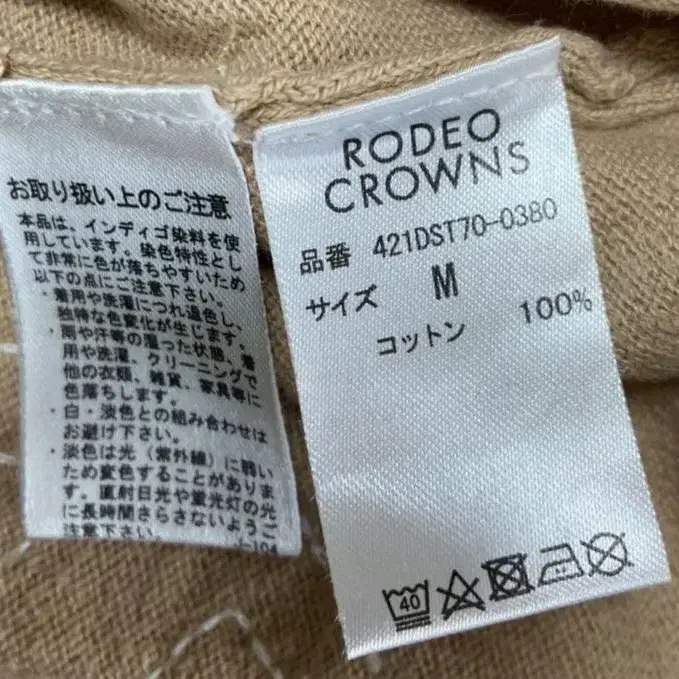 お取り扱い上のご注意
本品は、インディゴ染料を使
用しています。染色特性とし
て非常に色が落ちやすいため
以下の点にご注意下さい。
・着用や洗濯につれ退色し、
独特な色変化が生じます。
・雨や汗等の湿った状態、着
用や洗濯、クリーニングで
他の衣類、雑貨、家具等に
色落ちします。
・白・淡色との組み合わせは
お避け下さい。
・淡色は光（紫外線）に弱い
ため変色することがありま
す。直射日光や蛍光灯の光
に長時間さらさないようご
注意下さい。
J-104
RODEO
CROWNS
品番 421DST70-0380
サイズ M
コットン 100%
40